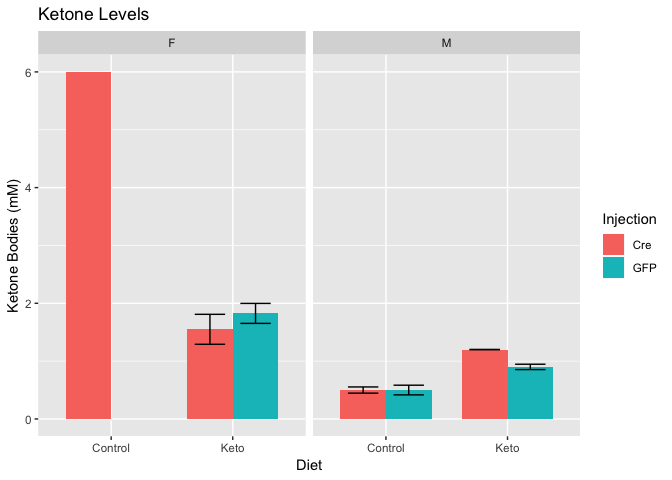 Ketone Levels
F
M
Ketone Bodies (mM)
6
4
2
0
Control
Keto
Control
Keto
Diet
Injection
Cre
GFP